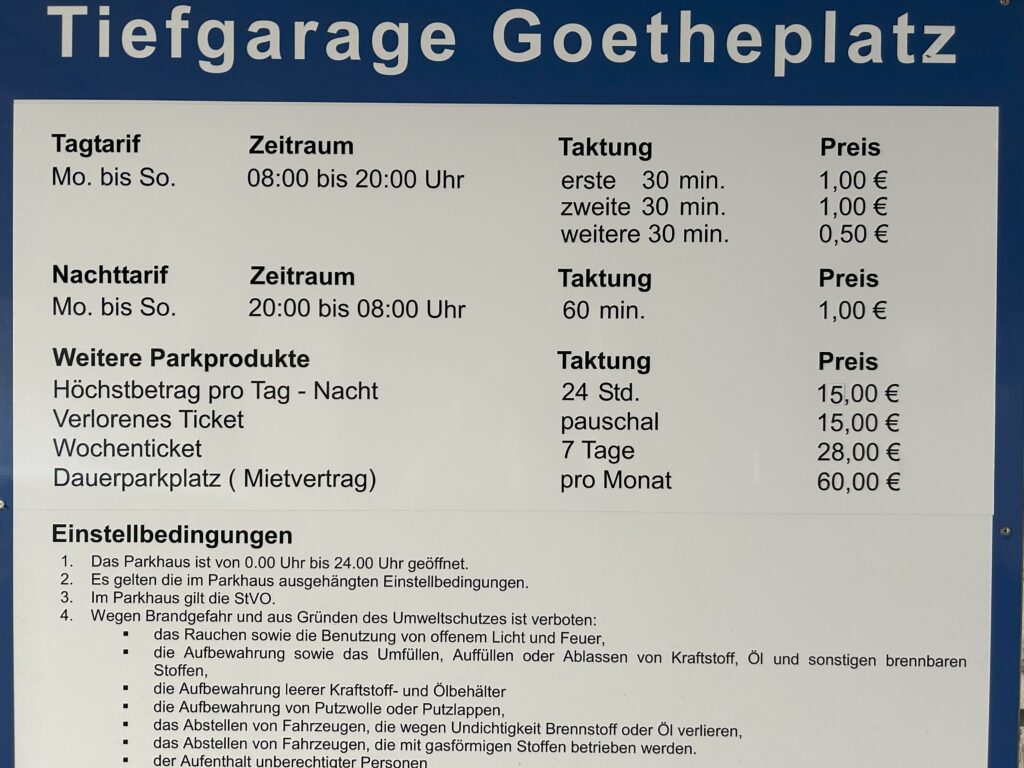 Tiefgarage Goetheplatz
Tagtarif Zeitraum Taktung Preis
Mo. bis So. 08:00 bis 20:00 Uhr erste 30 min. 1,00 €
zweite 30 min. 1,00 €
weitere 30 min. 0,50 €
Nachttarif Zeitraum Taktung Preis
Mo. bis So. 20:00 bis 08:00 Uhr 60 min. 1,00 €
Weitere Parkprodukte Taktung Preis
Höchstbetrag pro Tag - Nacht 24 Std. 15,00 €
Verlorenes Ticket pauschal 15,00 €
Wochenticket 7 Tage 28,00 €
Dauerparkplatz ( Mietvertrag) pro Monat 60,00 €
Einstellbedingungen
1. Das Parkhaus ist von 0.00 Uhr bis 24.00 Uhr geöffnet.
2. Es gelten die im Parkhaus ausgehängten Einstellbedingungen.
3. Im Parkhaus gilt die StVO.
4. Wegen Brandgefahr und aus Gründen des Umweltschutzes ist verboten:
▪ das Rauchen sowie die Benutzung von offenem Licht und Feuer,
▪ die Aufbewahrung sowie das Umfüllen, Auffüllen oder Ablassen von Kraftstoff, Öl und sonstigen brennbaren
Stoffen,
▪ die Aufbewahrung leerer Kraftstoff- und Ölbehälter
▪ die Aufbewahrung von Putzwolle oder Putzlappen,
▪ das Abstellen von Fahrzeugen, die wegen Undichtigkeit Brennstoff oder Öl verlieren,
▪ das Abstellen von Fahrzeugen, die mit gasförmigen Stoffen betrieben werden.
▪ der Aufenthalt unberechtigter Personen